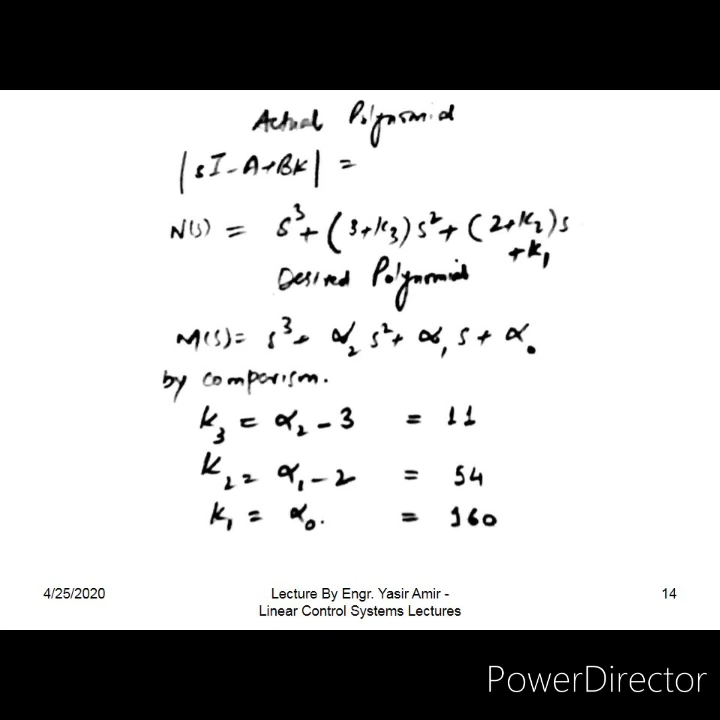 Actual Polynomial
|sI-A+BK| =
N(s) = s³+(3+k₃)s²+(2+k₂)s
+k₁
Desired Polynomial
M(s)= s³+ α₂ s²+ α₁ s + α₀
by comparism.
k₃ = α₂ - 3 = 11
k₂ = α₁ - 2 = 54
k₁ = α₀. = 160
4/25/2020
Lecture By Engr. Yasir Amir -
Linear Control Systems Lectures
14
PowerDirector